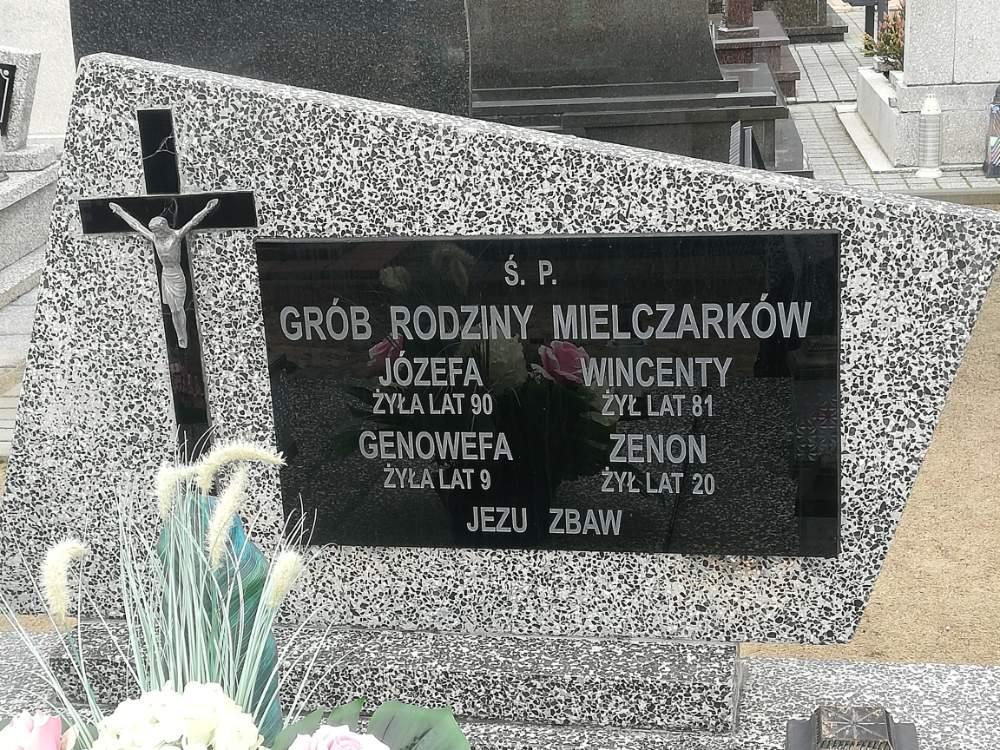 Ś. P.
GRÓB RODZINY MIELCZARKÓW
JÓZEFA WINCENTY
ŻYŁA LAT 90 ŻYŁ LAT 81
GENOWEFA ZENON
ŻYŁA LAT 9 ŻYŁ LAT 20
JEZU ZBAW